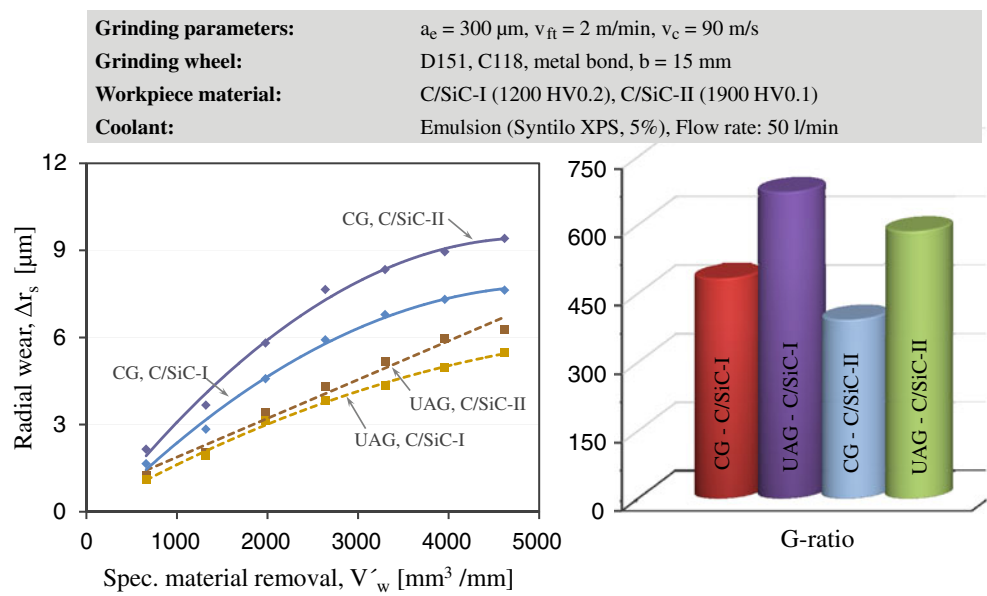 Grinding parameters: aₑ = 300 µm, v_ft = 2 m/min, v_c = 90 m/s
Grinding wheel: D151, C118, metal bond, b = 15 mm
Workpiece material: C/SiC-I (1200 HV0.2), C/SiC-II (1900 HV0.1)
Coolant: Emulsion (Syntilo XPS, 5%), Flow rate: 50 l/min
12
9
6
3
0
Radial wear, Δr_s [µm]
CG, C/SiC-II
CG, C/SiC-I
UAG, C/SiC-II
UAG, C/SiC-I
0 1000 2000 3000 4000 5000
Spec. material removal, V´_w [mm³ /mm]
750
600
450
300
150
0
CG - C/SiC-I
UAG - C/SiC-I
CG - C/SiC-II
UAG - C/SiC-II
G-ratio